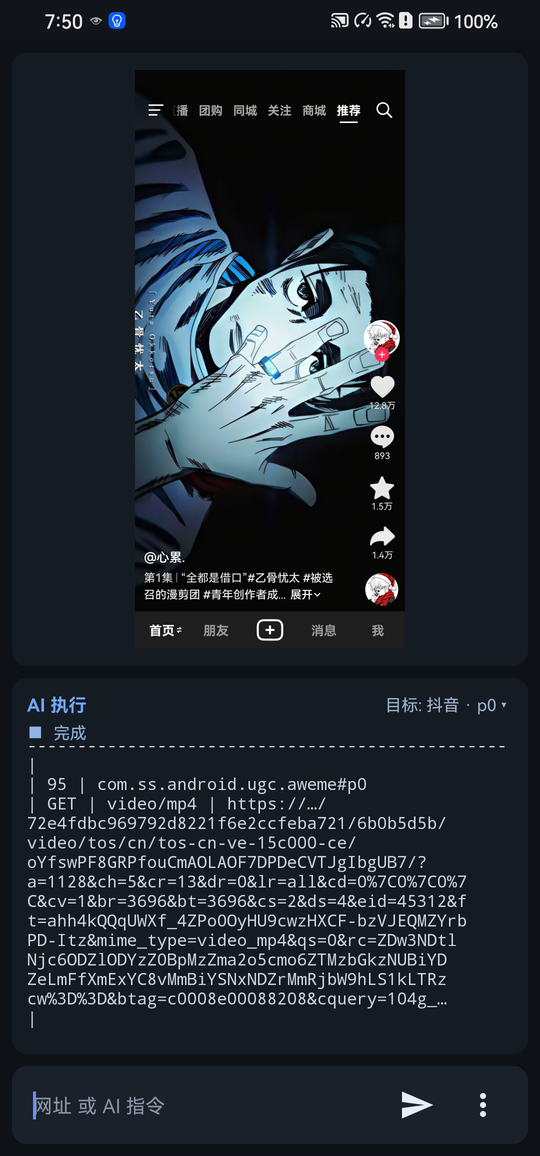 7:50
100%
播 团购 同城 关注 商城 推荐
乙骨忧太
12.8万
893
1.5万
1.4万
@心累.
第1集 | “全都是借口”#乙骨忧太 #被选
召的漫剪团 #青年创作者成... 展开
首页 朋友 消息 我
AI 执行
目标: 抖音 · p0 ▾
完成
------------------------------------------------
|
| 95 | com.ss.android.ugc.aweme#p0
| GET | video/mp4 | https://…/
72e4fdbc969792d8221f6e2ccfeba721/6b0b5d5b/
video/tos/cn/tos-cn-ve-15c000-ce/
oYfswPF8GRPfouCmAOLAOF7DPDeCVTJgIbgUB7/?
a=1128&ch=5&cr=13&dr=0&lr=all&cd=0%7C0%7C0%7
C&cv=1&br=3696&bt=3696&cs=2&ds=4&eid=45312&f
t=ahh4kQQqUWXf_4ZPo0OyHU9cwzHXCF-bzVJEQMZYrb
PD-Itz&mime_type=video_mp4&qs=0&rc=ZDw3NDtl
Njc6ODZlODYzZ0BpMzZma2o5cmo6ZTMzbGkzNUBiYD
ZeLmFfXmExYC8vMmBiYSNxNDZrMmRjbW9hLS1kLTRz
cw%3D%3D&btag=c0008e00088208&cquery=104g_…
|
网址 或 AI 指令